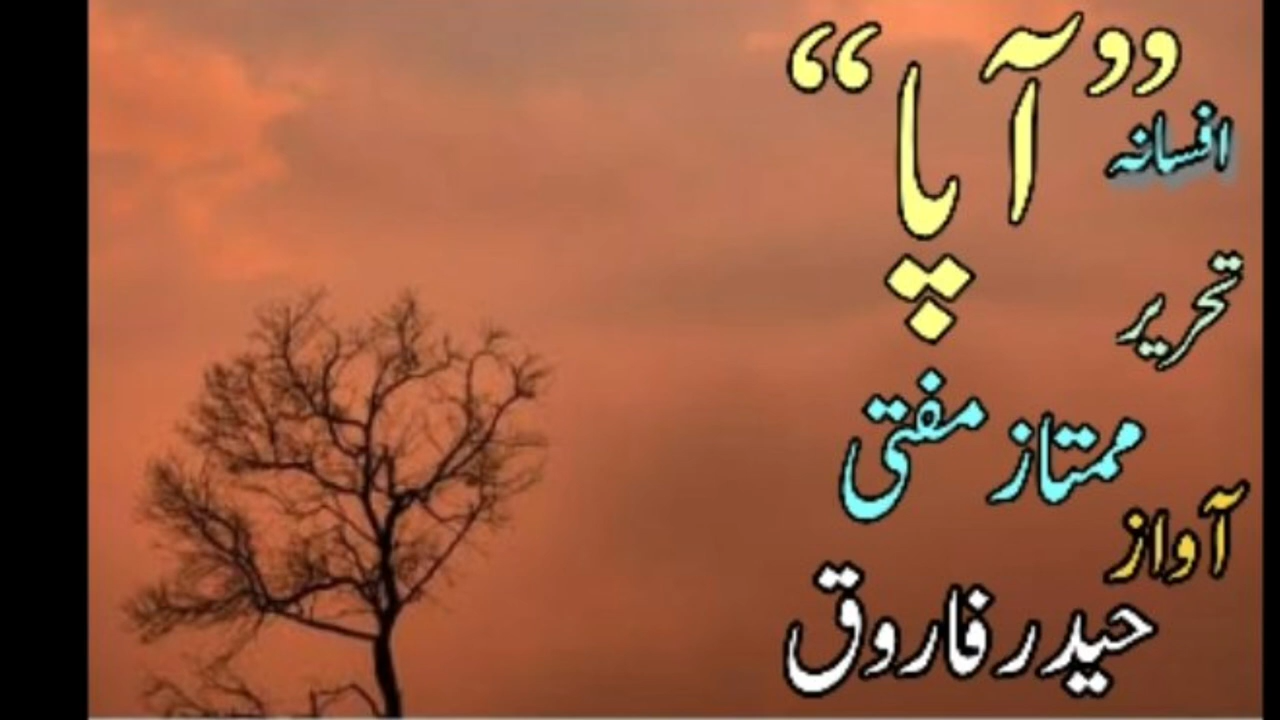 ”آپا“
افسانہ
تحریر
ممتاز مفتی
آواز
حیدر فاروق